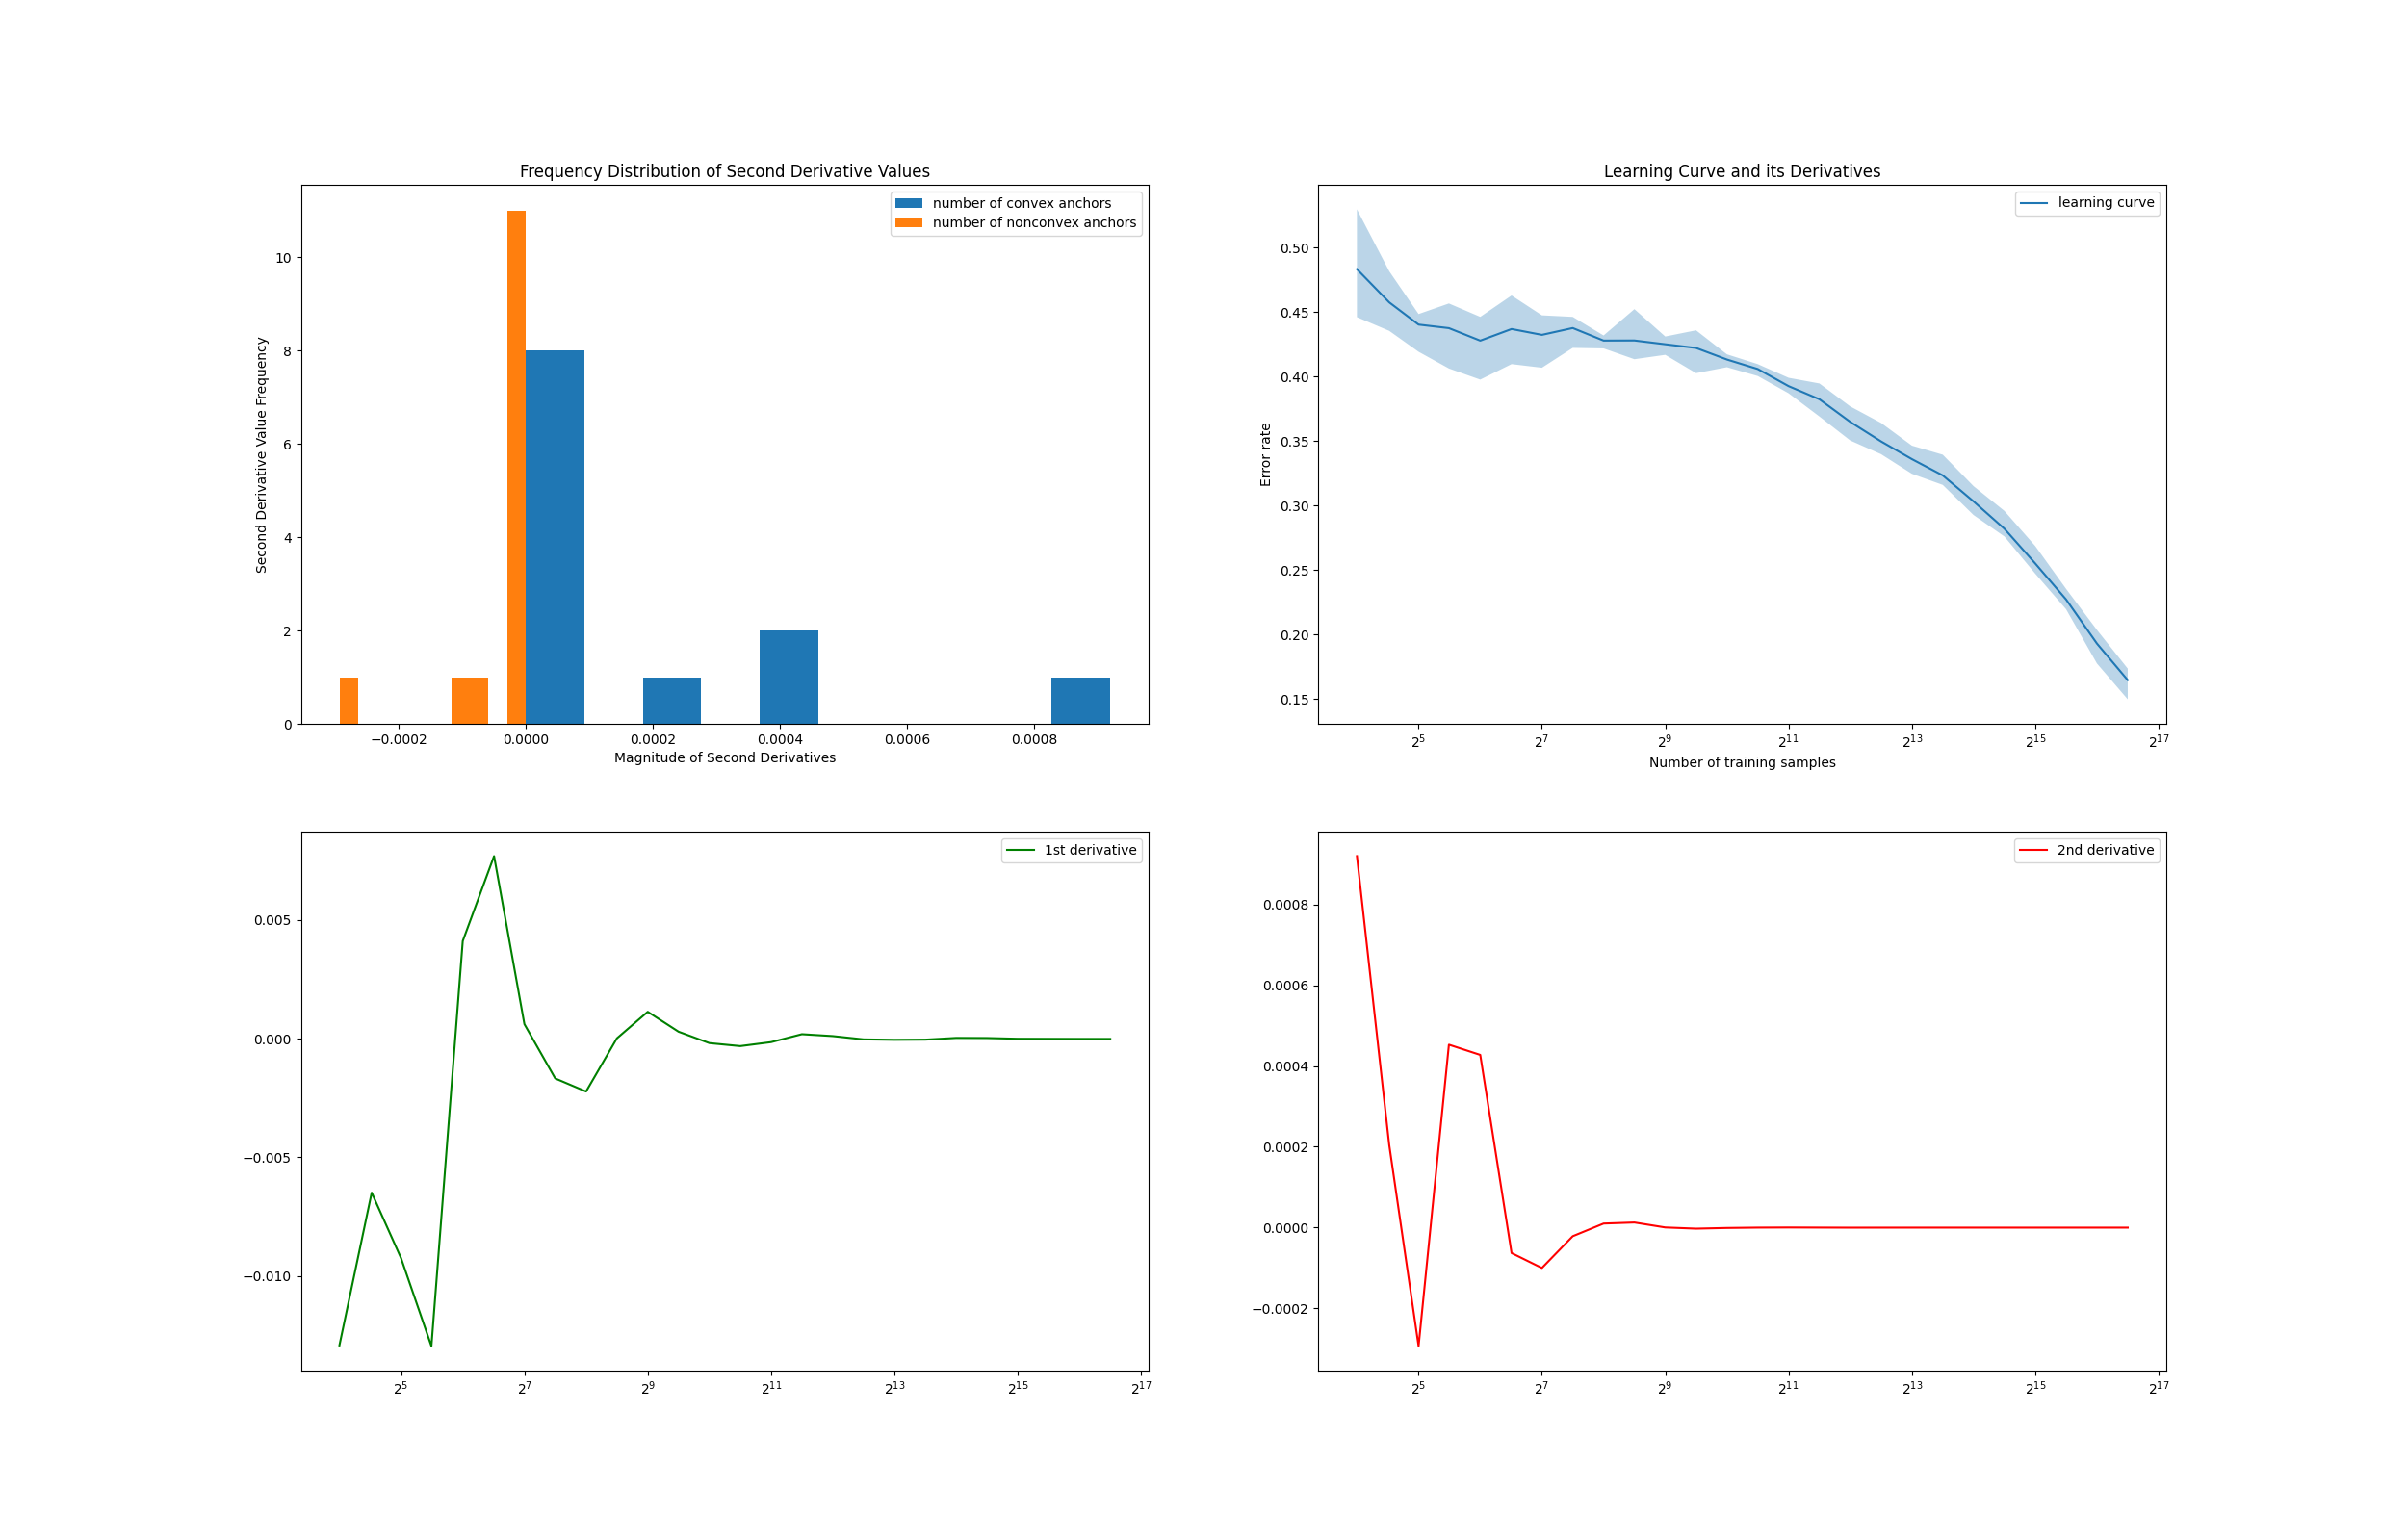 Frequency Distribution of Second Derivative Values
number of convex anchors
number of nonconvex anchors
Second Derivative Value Frequency
10
8
6
4
2
0
−0.0002 0.0000 0.0002 0.0004 0.0006 0.0008
Magnitude of Second Derivatives
Learning Curve and its Derivatives
learning curve
Error rate
0.50
0.45
0.40
0.35
0.30
0.25
0.20
0.15
2^5 2^7 2^9 2^11 2^13 2^15 2^17
Number of training samples
1st derivative
0.005
0.000
−0.005
−0.010
2^5 2^7 2^9 2^11 2^13 2^15 2^17
2nd derivative
0.0008
0.0006
0.0004
0.0002
0.0000
−0.0002
2^5 2^7 2^9 2^11 2^13 2^15 2^17